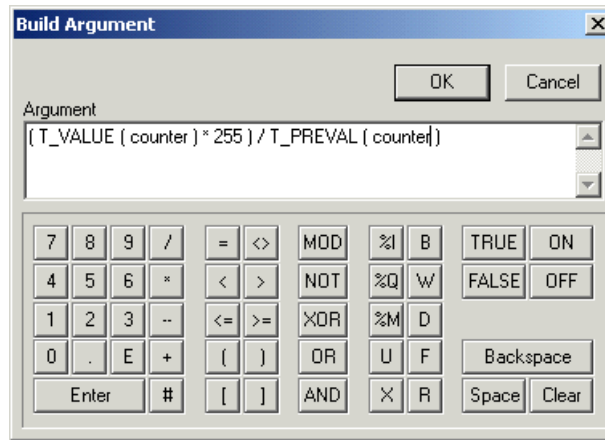 Build Argument
OK Cancel
Argument
( T_VALUE ( counter ) * 255 ) / T_PREVAL ( counter )
7 8 9 / = <> MOD %I B TRUE ON
4 5 6 * < > NOT %Q W FALSE OFF
1 2 3 -- <= >= XOR %M D
0 . E + ( ) OR U F Backspace
Enter # [ ] AND X R Space Clear